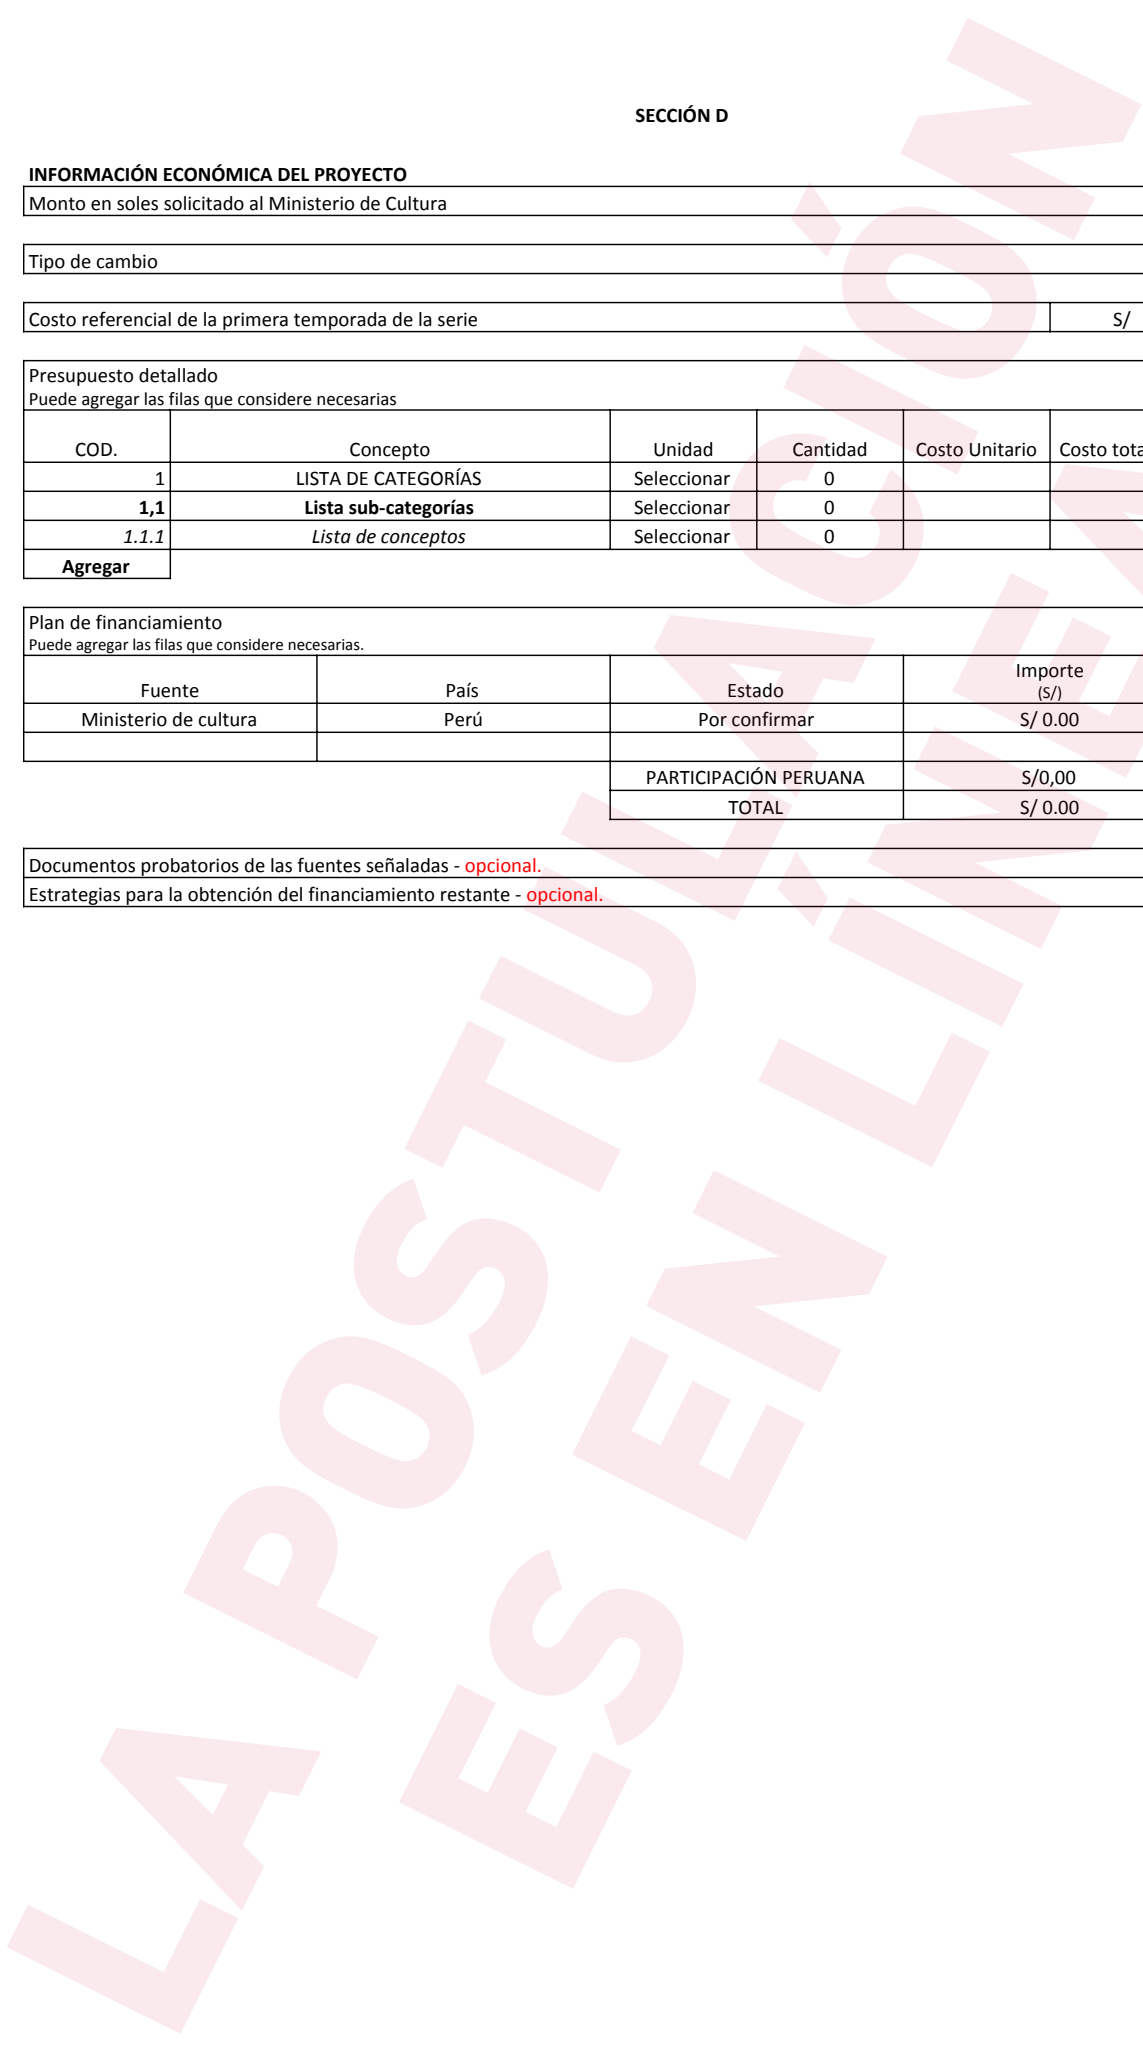 SECCIÓN D
INFORMACIÓN ECONÓMICA DEL PROYECTO
Monto en soles solicitado al Ministerio de Cultura
Tipo de cambio
Costo referencial de la primera temporada de la serie S/
Presupuesto detallado
Puede agregar las filas que considere necesarias
COD. Concepto Unidad Cantidad Costo Unitario Costo tota
1 LISTA DE CATEGORÍAS Seleccionar 0
1,1 Lista sub-categorías Seleccionar 0
1.1.1 Lista de conceptos Seleccionar 0
Agregar
Plan de financiamiento
Puede agregar las filas que considere necesarias.
Fuente País Estado Importe (S/)
Ministerio de cultura Perú Por confirmar S/ 0.00
PARTICIPACIÓN PERUANA S/0,00
TOTAL S/ 0.00
Documentos probatorios de las fuentes señaladas - opcional.
Estrategias para la obtención del financiamiento restante - opcional.
LA POSTULACIÓN
ES EN LÍNEA